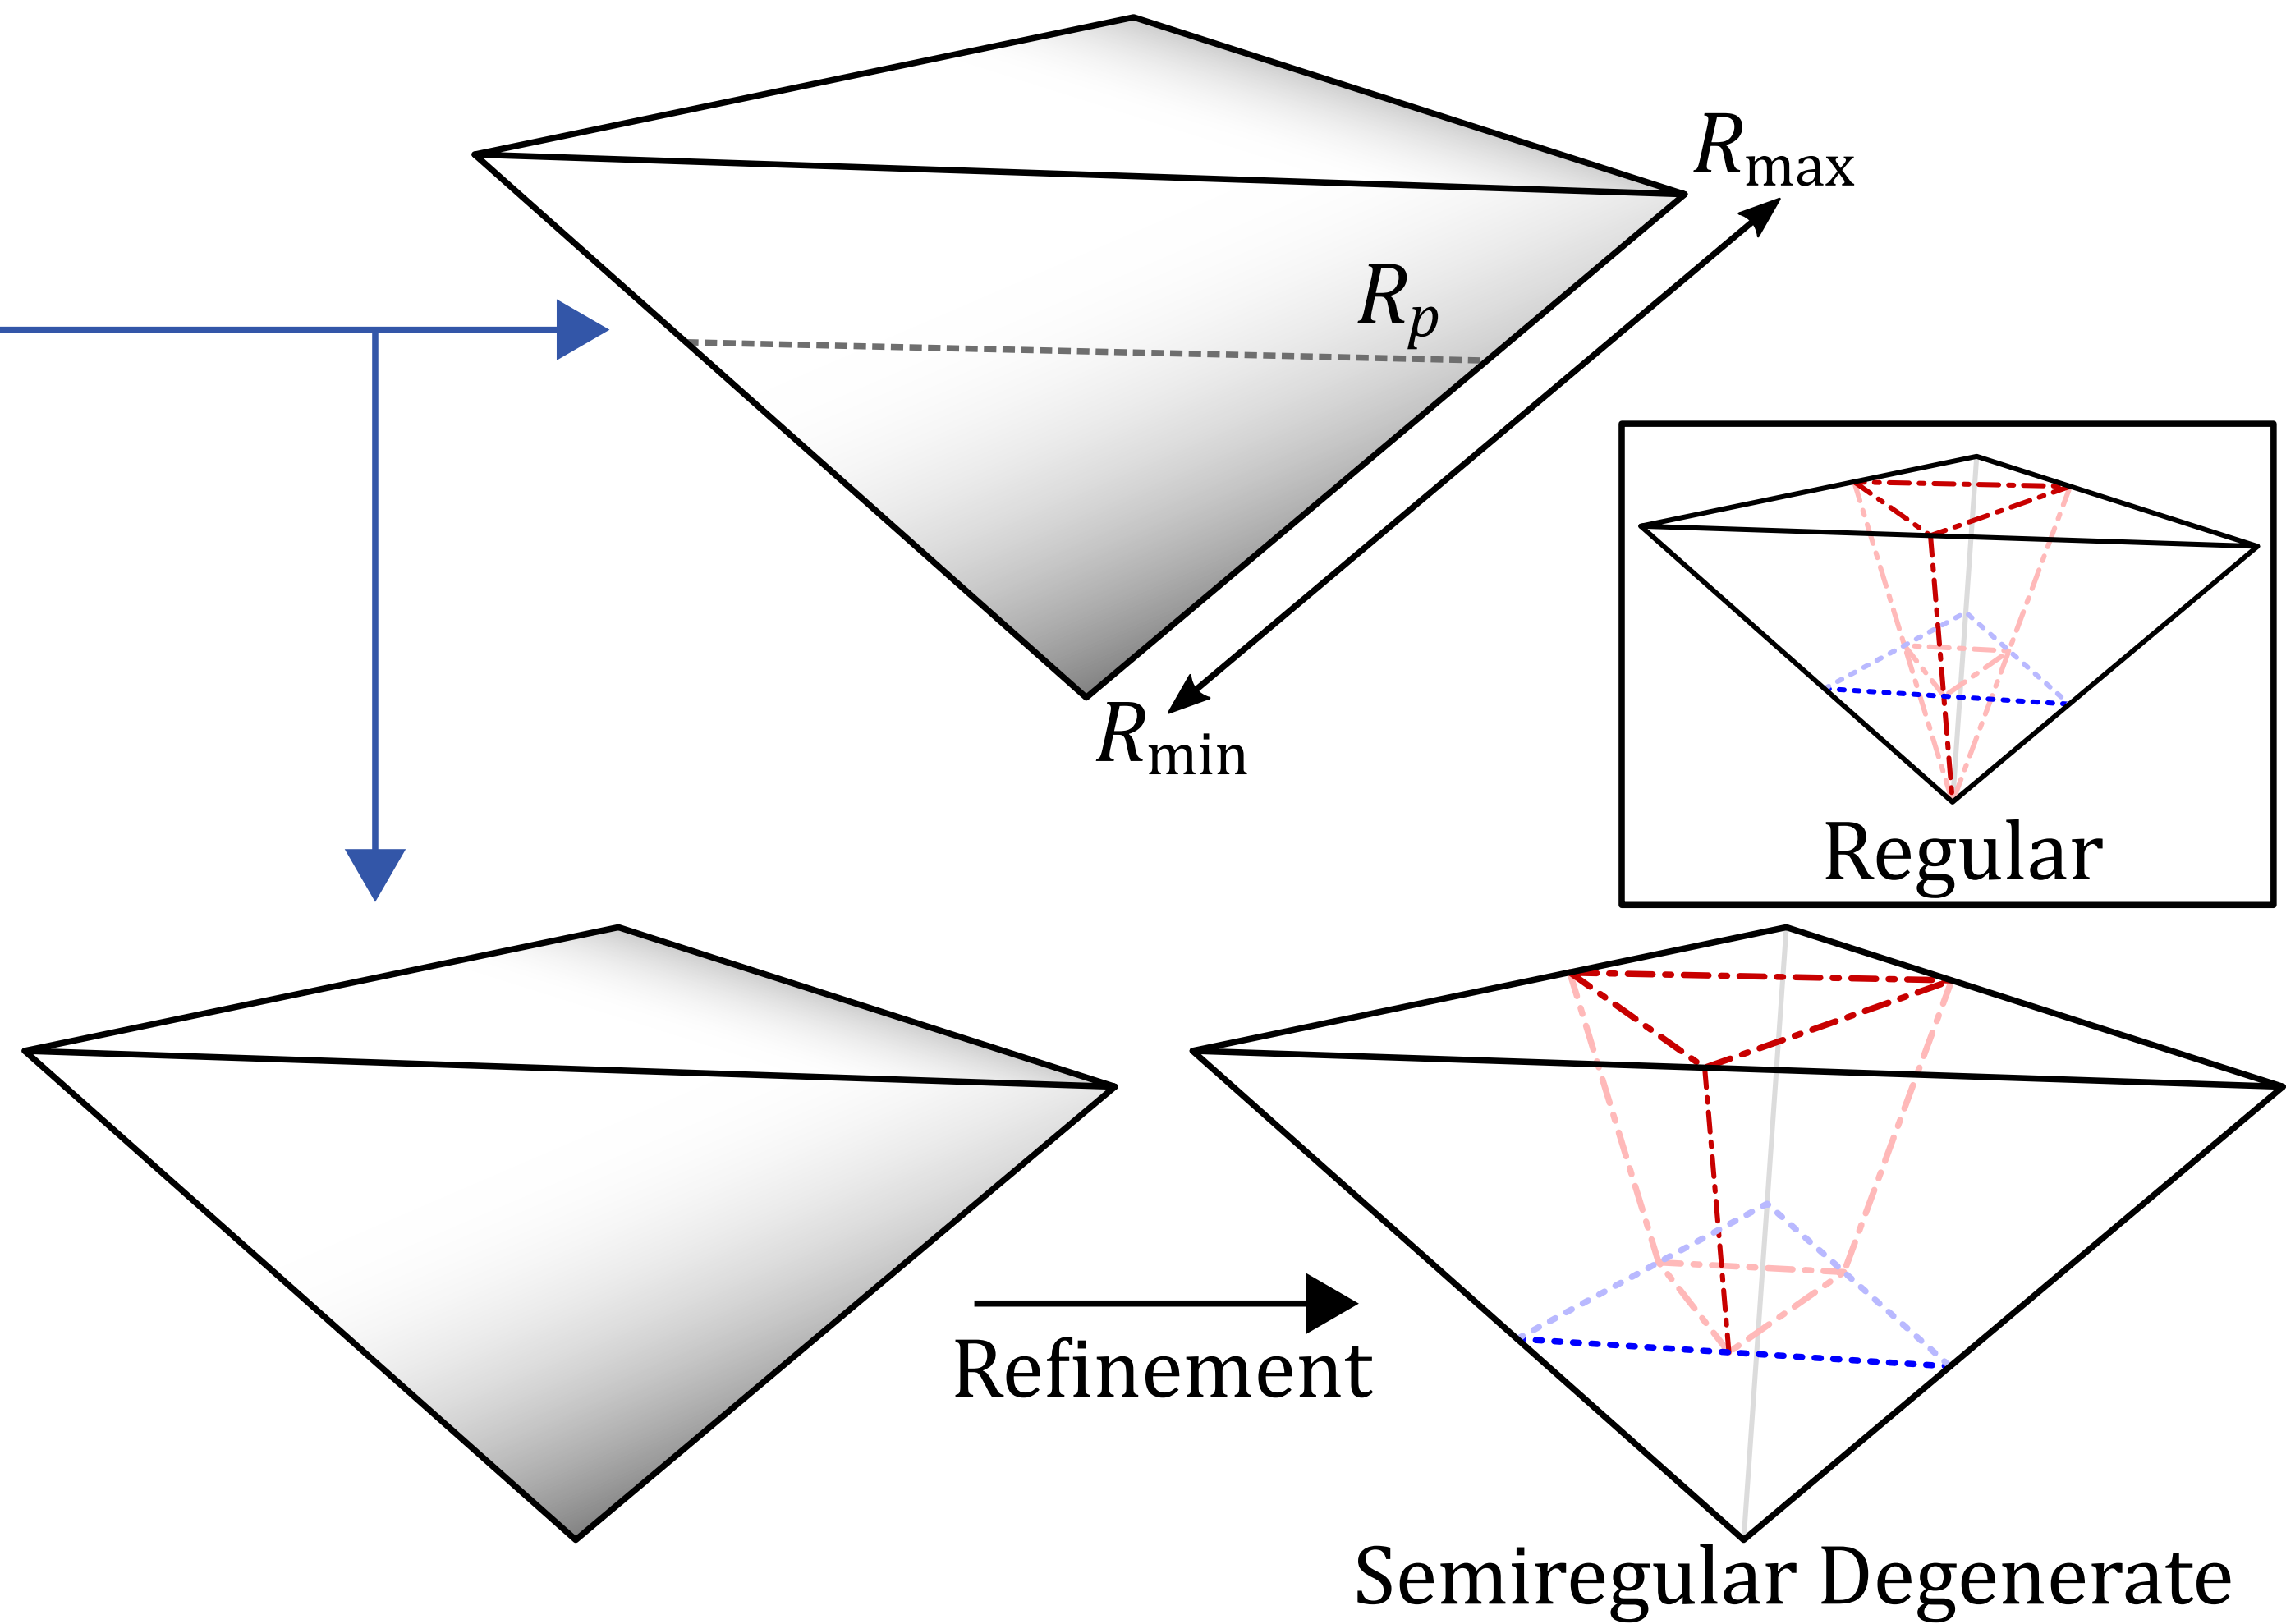 Rmax
Rp
Rmin
Regular
Refinement
Semiregular Degenerate